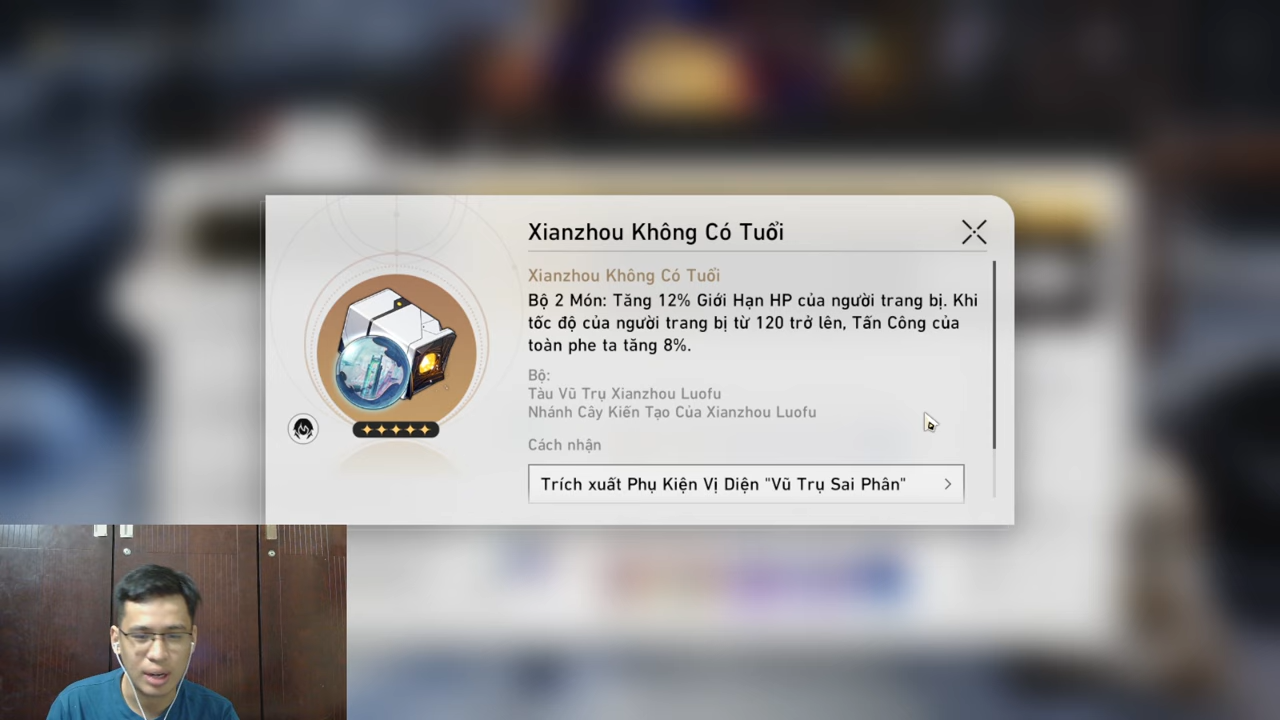 Xianzhou Không Có Tuổi
Xianzhou Không Có Tuổi
Bộ 2 Món: Tăng 12% Giới Hạn HP của người trang bị. Khi
tốc độ của người trang bị từ 120 trở lên, Tấn Công của
toàn phe ta tăng 8%.
Bộ:
Tàu Vũ Trụ Xianzhou Luofu
Nhánh Cây Kiến Tạo Của Xianzhou Luofu
Cách nhận
Trích xuất Phụ Kiện Vị Diện "Vũ Trụ Sai Phân"